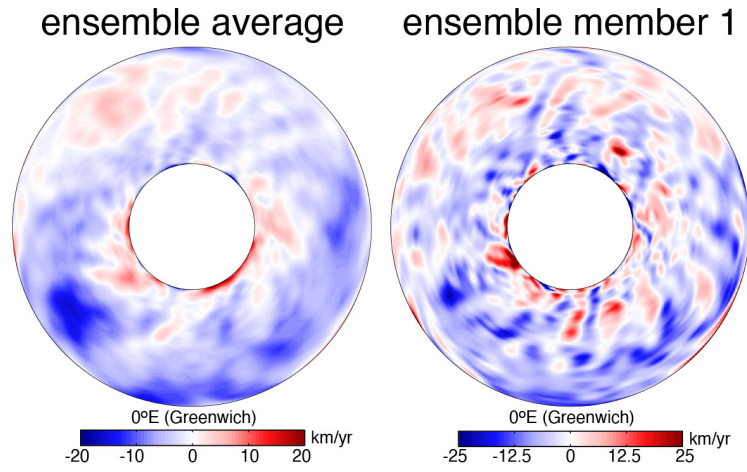 ensemble average
ensemble member 1
0ºE (Greenwich)
km/yr
-20 -10 0 10 20
0ºE (Greenwich)
km/yr
-25 -12.5 0 12.5 25